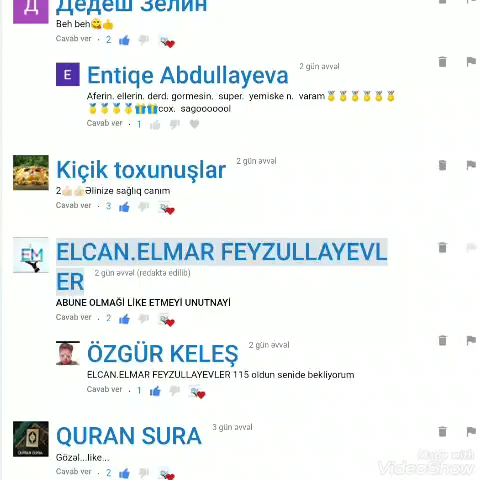 Дедеш Зелин
Beh beh😋👍
Cavab ver · 2
E
Entiqe Abdullayeva 2 gün əvvəl
Aferin. ellerin. derd. gormesin. super. yemiske n. varam🏅🏅🏅🏅🏅🏅
🏅🏅🏅🏅🎁🎁cox. sagooooool
Cavab ver · 1
Kiçik toxunuşlar 2 gün əvvəl
2👍🏻👍Əlinize sağlıq canım
Cavab ver · 3
EM
ELCAN.ELMAR FEYZULLAYEVL
ER 2 gün əvvəl (redaktə edilib)
ABUNE OLMAĞİ LİKE ETMEYİ UNUTNAYİ
Cavab ver · 2
ÖZGÜR KELEŞ 2 gün əvvəl
ELCAN.ELMAR FEYZULLAYEVLER 115 oldun senide bekliyorum
Cavab ver · 1
QURAN SURA 3 gün əvvəl
Gözəl...like...
Cavab ver · 2
Made with
VideoShow